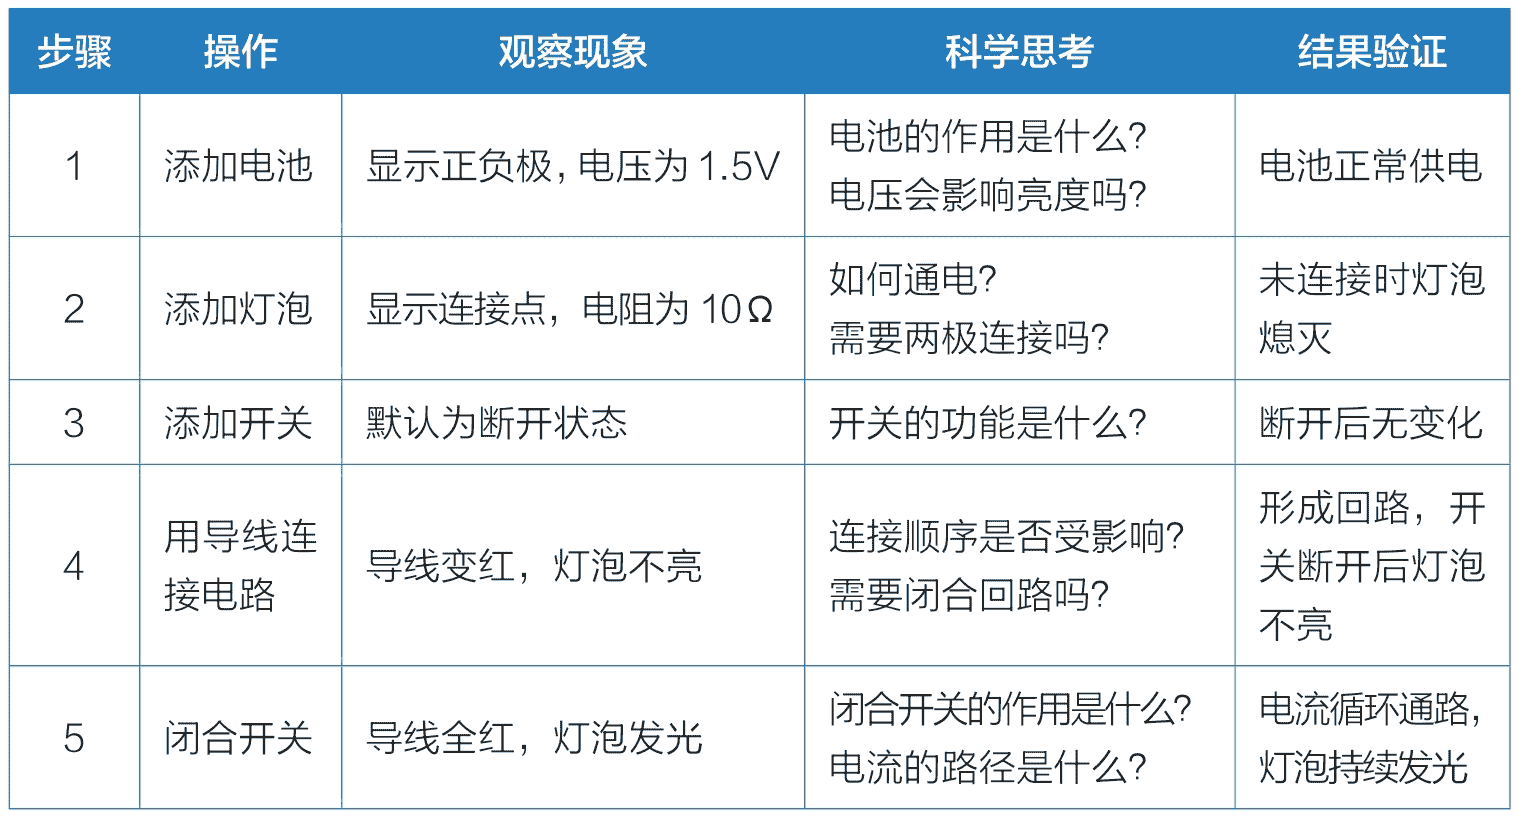 步骤 操作 观察现象 科学思考 结果验证
1 添加电池 显示正负极，电压为 1.5V 电池的作用是什么？
电压会影响亮度吗？ 电池正常供电
2 添加灯泡 显示连接点，电阻为 10Ω 如何通电？
需要两极连接吗？ 未连接时灯泡
熄灭
3 添加开关 默认为断开状态 开关的功能是什么？ 断开后无变化
4 用导线连
接电路 导线变红，灯泡不亮 连接顺序是否受影响？
需要闭合回路吗？ 形成回路，开
关断开后灯泡
不亮
5 闭合开关 导线全红，灯泡发光 闭合开关的作用是什么？
电流的路径是什么？ 电流循环通路，
灯泡持续发光